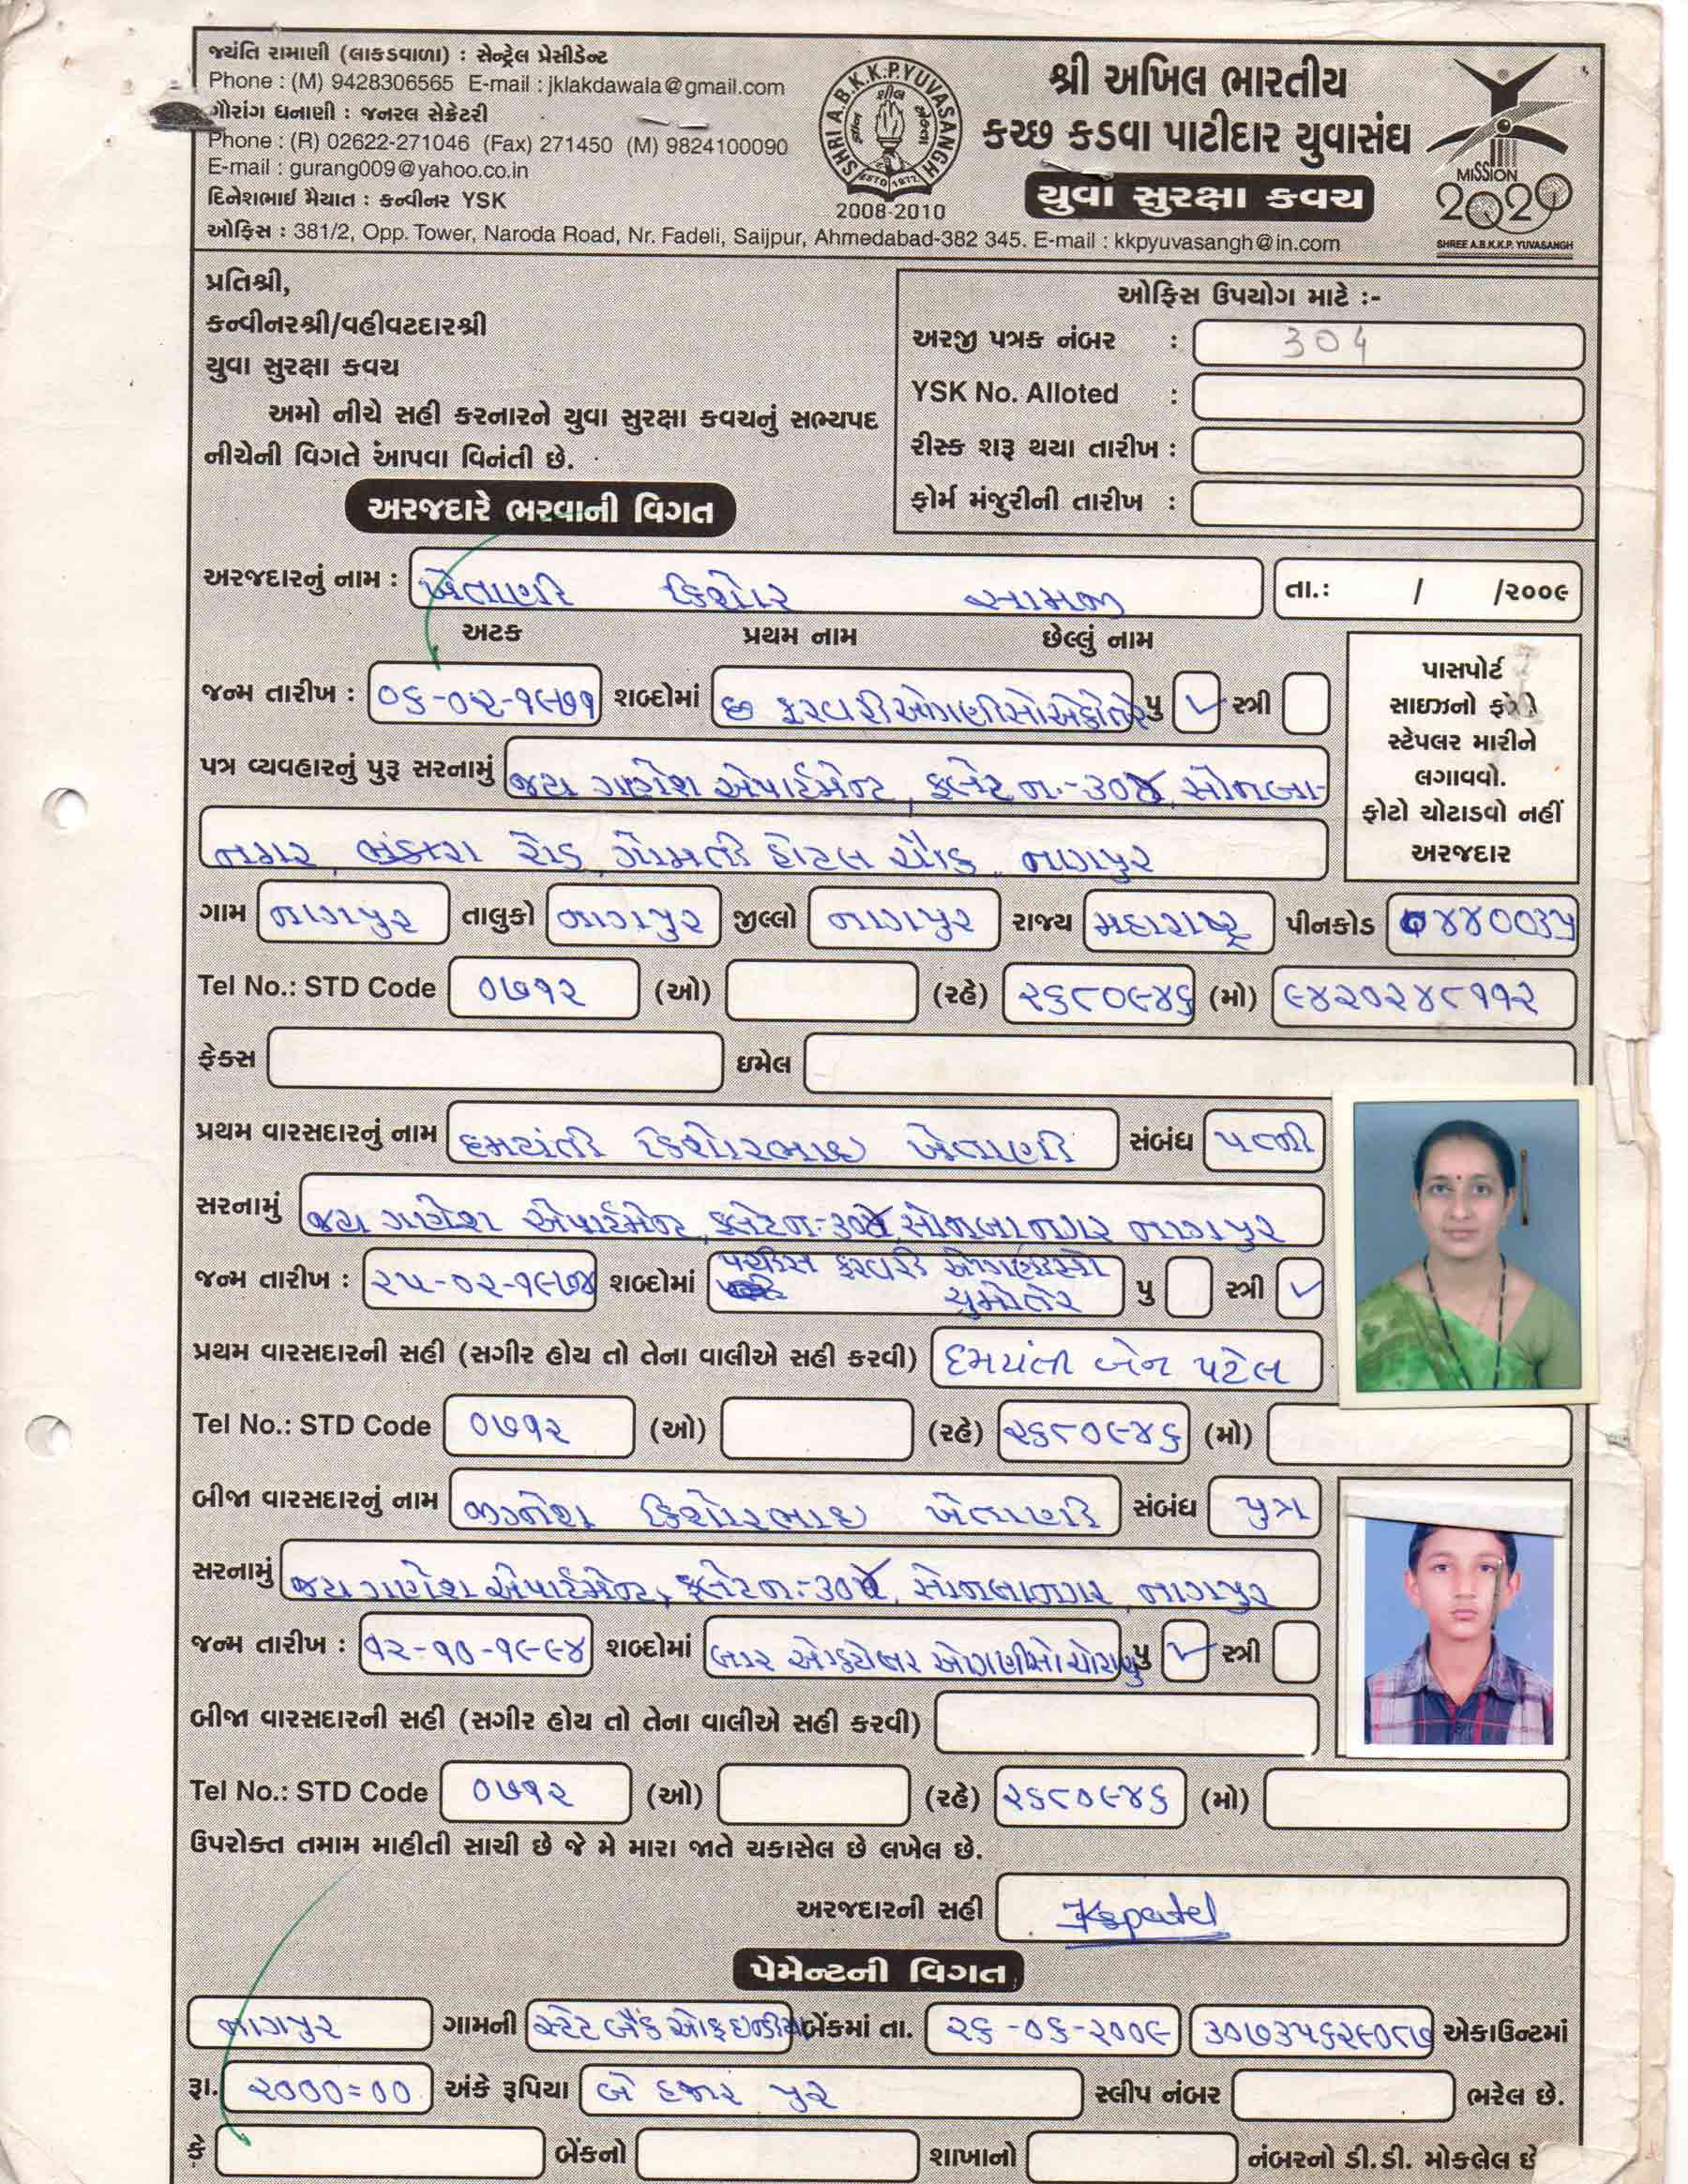 જયંતિ રામાણી (લાકડવાળા) : સેન્ટ્રેલ પ્રેસીડેન્ટ
Phone : (M) 9428306565 E-mail : jklakdawala@gmail.com
ગૌરાંગ ધનાણી : જનરલ સેક્રેટરી
Phone : (R) 02622-271046 (Fax) 271450 (M) 9824100090
E-mail : gurang009@yahoo.co.in
દિનેશભાઈ મૈયાત : કન્વીનર YSK
ઓફિસ : 381/2, Opp. Tower, Naroda Road, Nr. Fadeli, Saijpur, Ahmedabad-382 345. E-mail : kkpyuvasangh@in.com
SHRI A.B.K.K.P. YUVASANGH
ESTD 1972
2008-2010
શ્રી અખિલ ભારતીય
કચ્છ કડવા પાટીદાર યુવાસંઘ
યુવા સુરક્ષા કવચ
MISSION
2020
SHREE A.B.K.K.P. YUVASANGH
પ્રતિશ્રી,
કન્વીનરશ્રી/વહીવટદારશ્રી
યુવા સુરક્ષા કવચ
અમો નીચે સહી કરનારને યુવા સુરક્ષા કવચનું સભ્યપદ
નીચેની વિગતે આપવા વિનંતી છે.
ઓફિસ ઉપયોગ માટે :-
અરજી પત્રક નંબર : 304
YSK No. Alloted :
રીસ્ક શરૂ થયા તારીખ :
ફોર્મ મંજુરીની તારીખ :
અરજદારે ભરવાની વિગત
અરજદારનું નામ : ખેતાણી કિશોર સામજી તા.: / /૨૦૦૯
અટક પ્રથમ નામ છેલ્લું નામ
જન્મ તારીખ : ૦૬-૦૨-૧૯૭૧ શબ્દોમાં છ ફરવરી ઓગણીસો એકોતેર પુ ✓ સ્ત્રી
પાસપોર્ટ
સાઇઝનો ફોટો
સ્ટેપલર મારીને
લગાવવો.
ફોટો ચોટાડવો નહીં
અરજદાર
પત્ર વ્યવહારનું પુરૂ સરનામું જય ગણેશ એપાર્ટમેન્ટ, ફ્લેટ નઃ-૩૦૪, સોનબા-
નગર, ભંડારા રોડ, ગોમતી હોટલ ચૌક, નાગપુર
ગામ નાગપુર તાલુકો નાગપુર જીલ્લો નાગપુર રાજ્ય મહારાષ્ટ્ર પીનકોડ ૪૪૦૦૩૫
Tel No.: STD Code ૦૭૧૨ (ઓ) (રહે) ૨૬૮૦૯૪૬ (મો) ૯૪૨૦૨૪૮૧૧૨
ફેક્સ ઇમેલ
પ્રથમ વારસદારનું નામ દમયંતી કિશોરભાઇ ખેતાણી સંબંધ પત્ની
સરનામું જય ગણેશ એપાર્ટમેન્ટ, ફ્લેટ નઃ-૩૦૪, સોનબા નગર નાગપુર
જન્મ તારીખ : ૨૫-૦૨-૧૯૭૪ શબ્દોમાં પચીસ ફરવરી ઓગણીસો ચુમોતેર પુ સ્ત્રી ✓
પ્રથમ વારસદારની સહી (સગીર હોય તો તેના વાલીએ સહી કરવી) દમયંતી બેન પટેલ
Tel No.: STD Code ૦૭૧૨ (ઓ) (રહે) ૨૬૮૦૯૪૬ (મો)
બીજા વારસદારનું નામ કિશોરભાઇ ખેતાણી સંબંધ પુત્ર
સરનામું જય ગણેશ એપાર્ટમેન્ટ, ફ્લેટ નઃ-૩૦૪, સોનબાનગર, નાગપુર
જન્મ તારીખ : ૧૨-૧૦-૧૯૯૪ શબ્દોમાં બાર ઓક્ટોબર ઓગણીસો ચોરાણુ પુ ✓ સ્ત્રી
બીજા વારસદારની સહી (સગીર હોય તો તેના વાલીએ સહી કરવી)
Tel No.: STD Code ૦૭૧૨ (ઓ) (રહે) ૨૬૮૦૯૪૬ (મો)
ઉપરોક્ત તમામ માહીતી સાચી છે જે મે મારા જાતે ચકાસેલ છે લખેલ છે.
અરજદારની સહી Kspatel
પેમેન્ટની વિગત
નાગપુર ગામની સ્ટેટ બેંક ઓફ ઇન્ડીયા બેંકમાં તા. ૨૬-૦૬-૨૦૦૯ ૩૦૭૩૫૬૨૯૦૮૭ એકાઉન્ટમાં
રૂા. ૨૦૦૦=૦૦ અંકે રૂપિયા બે હજાર પુરે સ્લીપ નંબર ભરેલ છે.
કે બેંકનો શાખાનો નંબરનો ડી.ડી. મોકલેલ છે